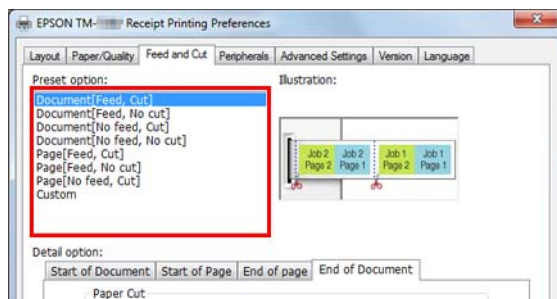 EPSON TM- Receipt Printing Preferences
Layout Paper/Quality Feed and Cut Peripherals Advanced Settings Version Language
Preset option:
Document[Feed, Cut]
Document[Feed, No cut]
Document[No feed, Cut]
Document[No feed, No cut]
Page[Feed, Cut]
Page[Feed, No cut]
Page[No feed, Cut]
Custom
Illustration:
Job 2 Job 2 Job 1 Job 1
Page 2 Page 1 Page 2 Page 1
Detail option:
Start of Document Start of Page End of page End of Document
Paper Cut